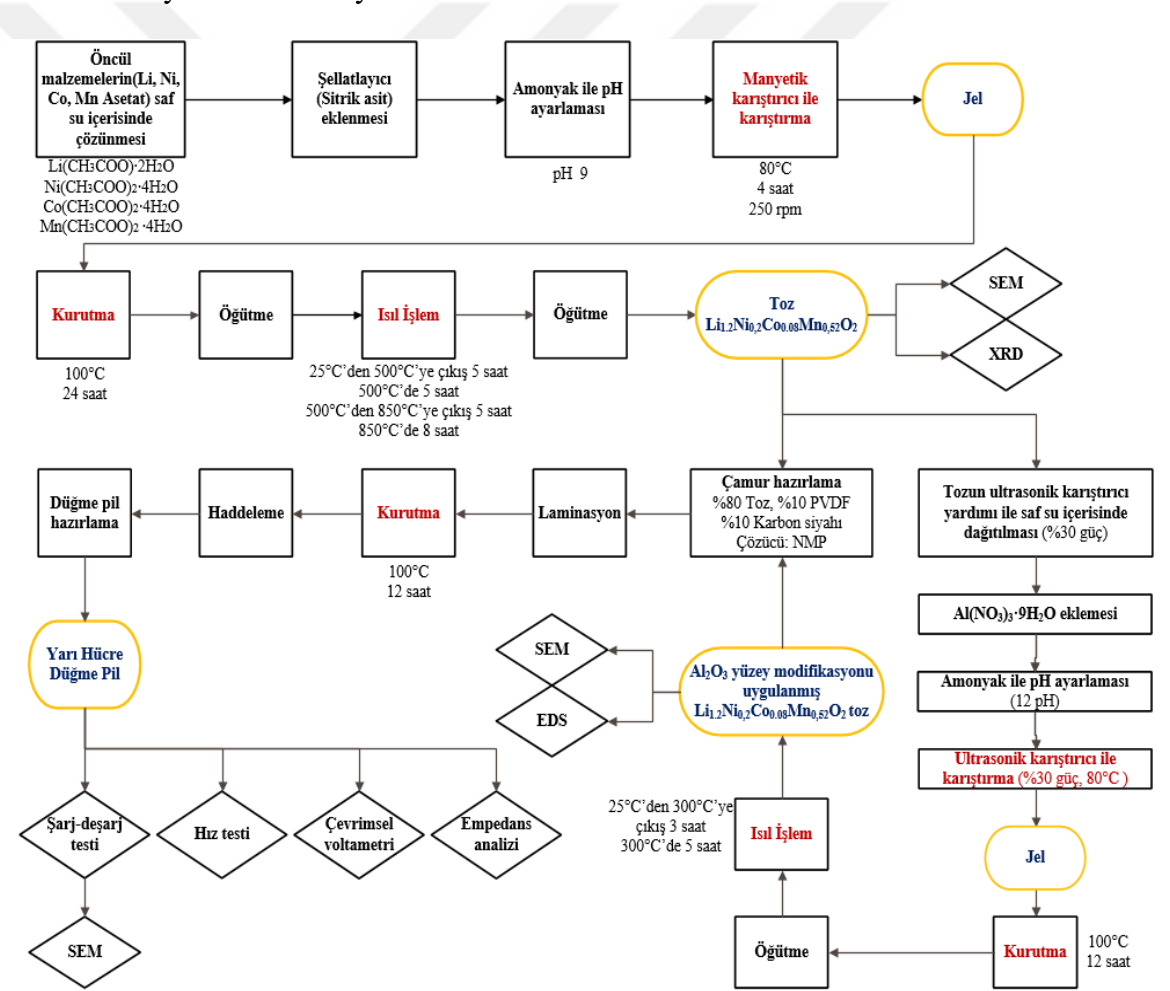 Öncül
malzemelerin(Li, Ni,
Co, Mn Asetat) saf
su içerisinde
çözünmesi
Li(CH3COO)·2H2O
Ni(CH3COO)2·4H2O
Co(CH3COO)2·4H2O
Mn(CH3COO)2 ·4H2O
Şellatlayıcı
(Sitrik asit)
eklenmesi
Amonyak ile pH
ayarlaması
pH 9
Manyetik
karıştırıcı ile
karıştırma
80°C
4 saat
250 rpm
Jel
Kurutma
100°C
24 saat
Öğütme
Isıl İşlem
25°C'den 500°C'ye çıkış 5 saat
500°C'de 5 saat
500°C'den 850°C'ye çıkış 5 saat
850°C'de 8 saat
Öğütme
Toz
Li1.2Ni0,2Co0.08Mn0,52O2
SEM
XRD
Düğme pil
hazırlama
Haddeleme
Kurutma
100°C
12 saat
Laminasyon
Çamur hazırlama
%80 Toz, %10 PVDF
%10 Karbon siyahı
Çözücü: NMP
Tozun ultrasonik karıştırıcı
yardımı ile saf su içerisinde
dağıtılması (%30 güç)
Al(NO3)3·9H2O eklemesi
Amonyak ile pH ayarlaması
(12 pH)
Ultrasonik karıştırıcı ile
karıştırma (%30 güç, 80°C )
Jel
Kurutma
100°C
12 saat
Öğütme
Isıl İşlem
25°C'den 300°C'ye
çıkış 3 saat
300°C'de 5 saat
Al2O3 yüzey modifikasyonu
uygulanmış
Li1.2Ni0,2Co0.08Mn0,52O2 toz
SEM
EDS
Yarı Hücre
Düğme Pil
Şarj-deşarj
testi
Hız testi
Çevrimsel
voltametri
Empedans
analizi
SEM